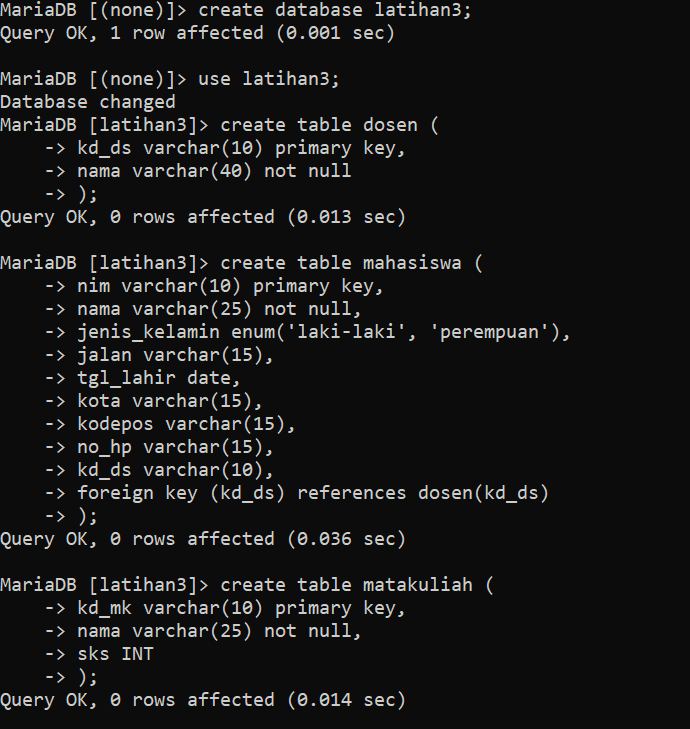 MariaDB [(none)]> create database latihan3;
Query OK, 1 row affected (0.001 sec)
MariaDB [(none)]> use latihan3;
Database changed
MariaDB [latihan3]> create table dosen (
    -> kd_ds varchar(10) primary key,
    -> nama varchar(40) not null
    -> );
Query OK, 0 rows affected (0.013 sec)
MariaDB [latihan3]> create table mahasiswa (
    -> nim varchar(10) primary key,
    -> nama varchar(25) not null,
    -> jenis_kelamin enum('laki-laki', 'perempuan'),
    -> jalan varchar(15),
    -> tgl_lahir date,
    -> kota varchar(15),
    -> kodepos varchar(15),
    -> no_hp varchar(15),
    -> kd_ds varchar(10),
    -> foreign key (kd_ds) references dosen(kd_ds)
    -> );
Query OK, 0 rows affected (0.036 sec)
MariaDB [latihan3]> create table matakuliah (
    -> kd_mk varchar(10) primary key,
    -> nama varchar(25) not null,
    -> sks INT
    -> );
Query OK, 0 rows affected (0.014 sec)